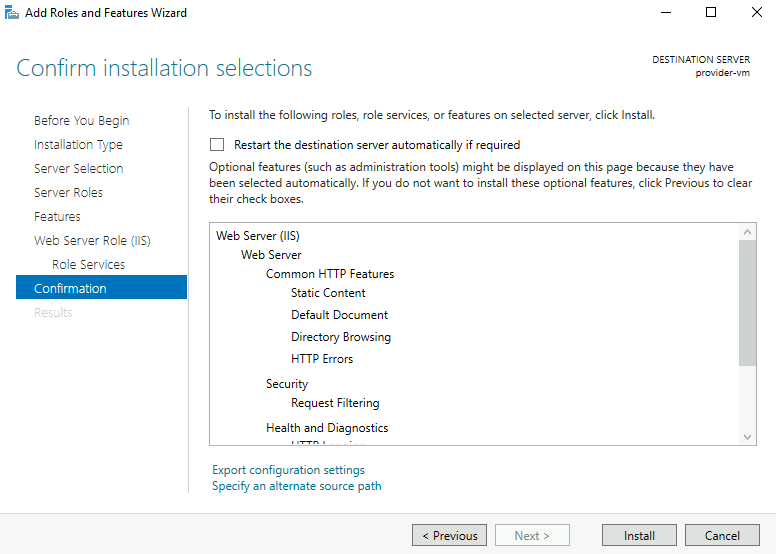 Add Roles and Features Wizard
Confirm installation selections
DESTINATION SERVER
provider-vm
Before You Begin
Installation Type
Server Selection
Server Roles
Features
Web Server Role (IIS)
Role Services
Confirmation
Results
To install the following roles, role services, or features on selected server, click Install.
Restart the destination server automatically if required
Optional features (such as administration tools) might be displayed on this page because they have
been selected automatically. If you do not want to install these optional features, click Previous to clear
their check boxes.
Web Server (IIS)
Web Server
Common HTTP Features
Static Content
Default Document
Directory Browsing
HTTP Errors
Security
Request Filtering
Health and Diagnostics
Export configuration settings
Specify an alternate source path
< Previous
Next >
Install
Cancel